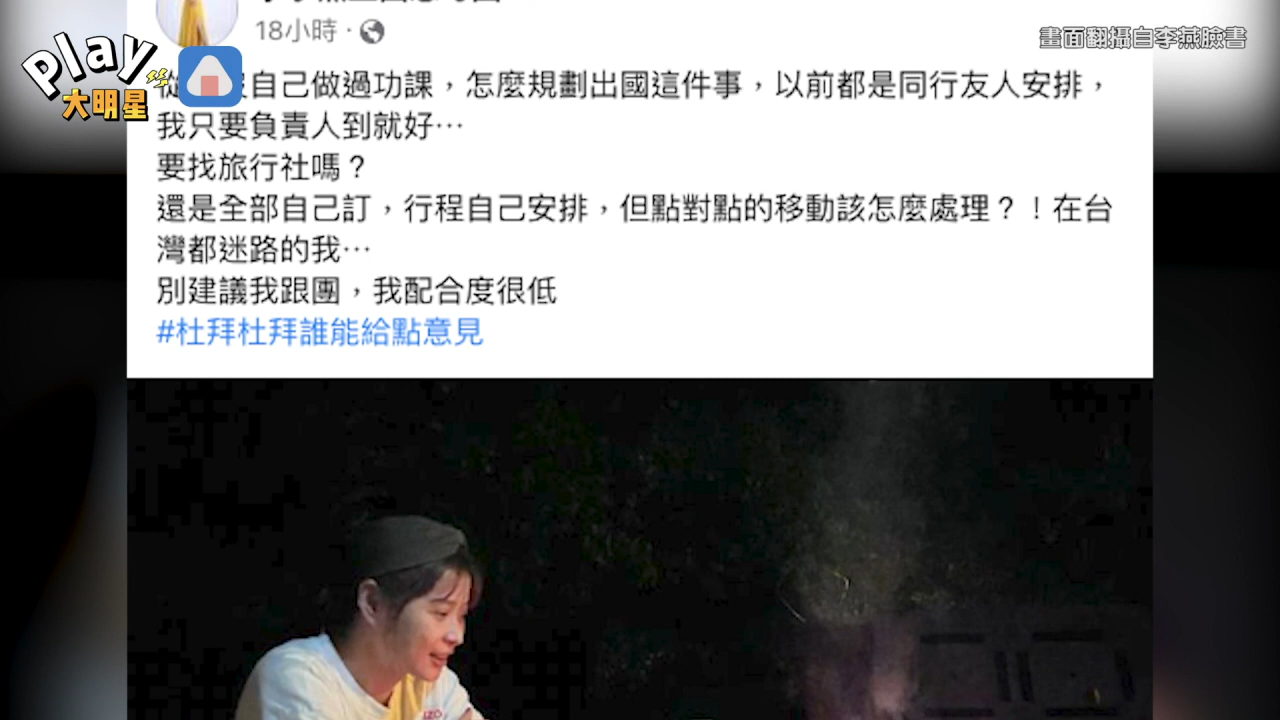 18小時·
畫面翻攝自李燕臉書
Play
大明星
自己做過功課，怎麼規劃出國這件事，以前都是同行友人安排，
我只要負責人到就好…
要找旅行社嗎？
還是全部自己訂，行程自己安排，但點對點的移動該怎麼處理？！在台
灣都迷路的我…
別建議我跟團，我配合度很低
#杜拜杜拜誰能給點意見